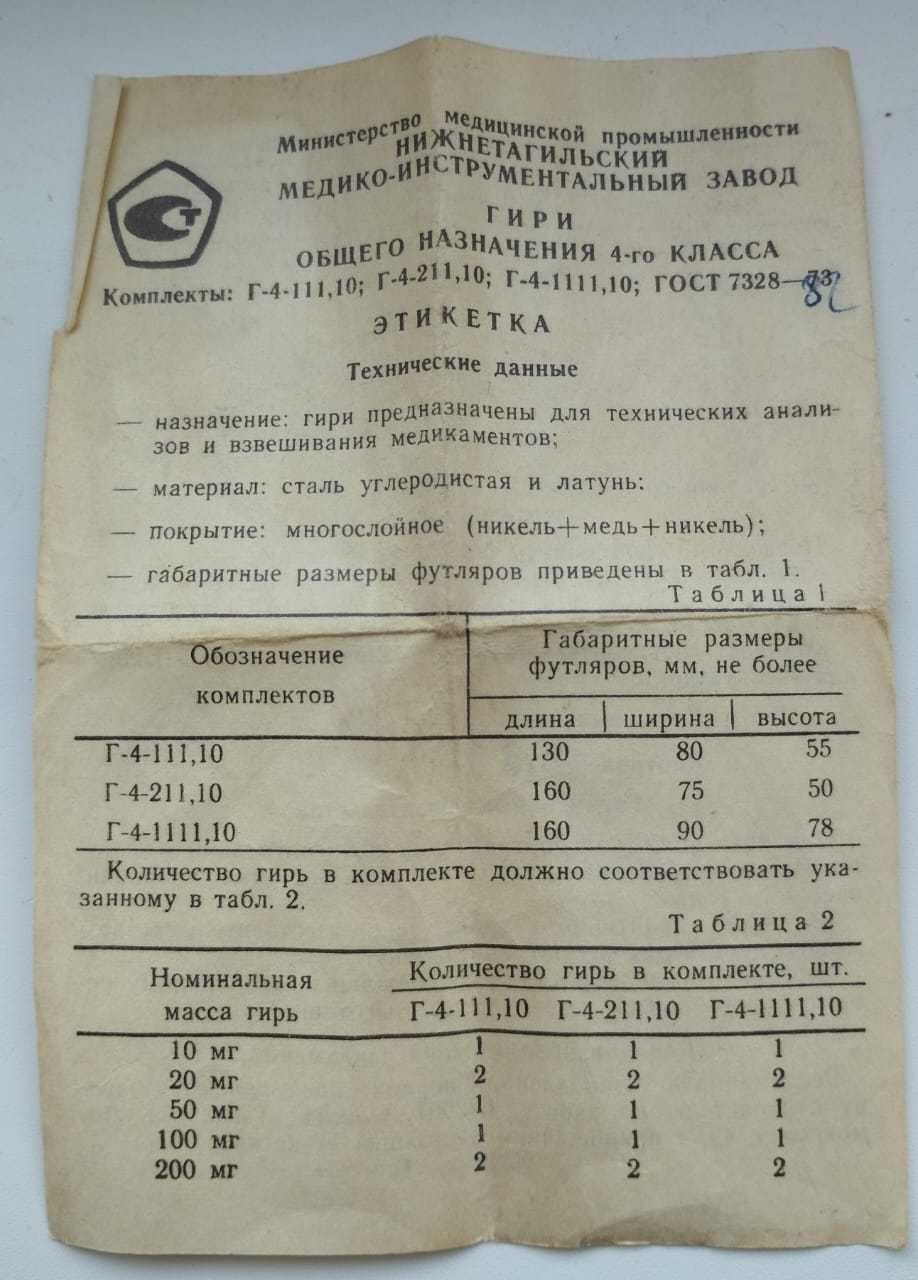 Министерство медицинской промышленности
НИЖНЕТАГИЛЬСКИЙ
МЕДИКО-ИНСТРУМЕНТАЛЬНЫЙ ЗАВОД
ГИРИ
ОБЩЕГО НАЗНАЧЕНИЯ 4-го КЛАССА
Комплекты: Г-4-111,10; Г-4-211,10; Г-4-1111,10; ГОСТ 7328—73
82
ЭТИКЕТКА
Технические данные
— назначение: гири предназначены для технических анали-
зов и взвешивания медикаментов;
— материал: сталь углеродистая и латунь:
— покрытие: многослойное (никель+медь+никель);
— габаритные размеры футляров приведены в табл. 1.
Таблица 1
Обозначение комплектов
Габаритные размеры
футляров, мм, не более
длина ширина высота
Г-4-111,10 130 80 55
Г-4-211,10 160 75 50
Г-4-1111,10 160 90 78
Количество гирь в комплекте должно соответствовать ука-
занному в табл. 2.
Таблица 2
Номинальная масса гирь
Количество гирь в комплекте, шт.
Г-4-111,10 Г-4-211,10 Г-4-1111,10
10 мг 1 1 1
20 мг 2 2 2
50 мг 1 1 1
100 мг 1 1 1
200 мг 2 2 2